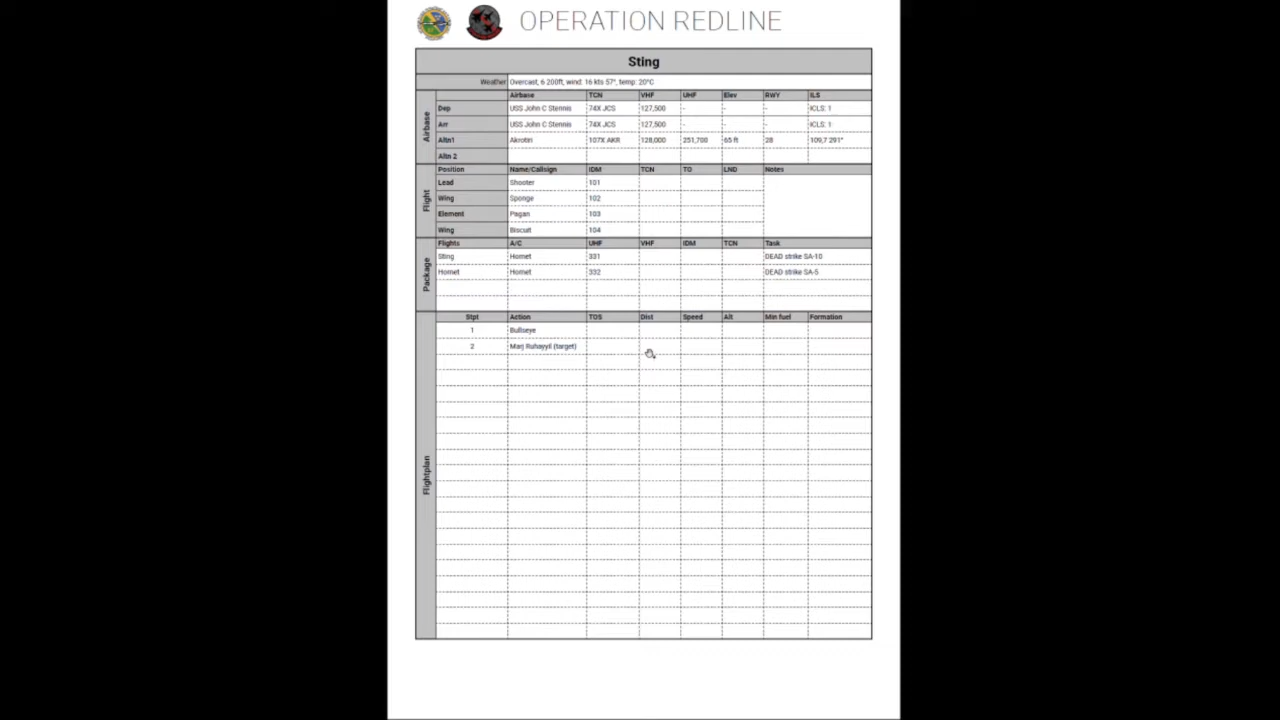 OPERATION REDLINE
Sting
Weather Overcast, 6 200ft, wind: 16 kts 57°, temp: 20°C
Airbase
Airbase TCN VHF UHF Elev RWY ILS
Dep USS John C Stennis 74X JCS 127,500 - - - ICLS: 1
Arr USS John C Stennis 74X JCS 127,500 - - - ICLS: 1
Altn1 Akrotiri 107X AKR 128,000 251,700 65 ft 28 109,7 291°
Altn 2
Flight
Position Name/Callsign IDM TCN TO LND Notes
Lead Shooter 101
Wing Sponge 102
Element Pagan 103
Wing Biscuit 104
Package
Flights A/C UHF VHF IDM TCN Task
Sting Hornet 331 DEAD strike SA-10
Hornet Hornet 332 DEAD strike SA-5
Flightplan
Stpt Action TOS Dist Speed Alt Min fuel Formation
1 Bullseye
2 Marj Ruhayyil (target)